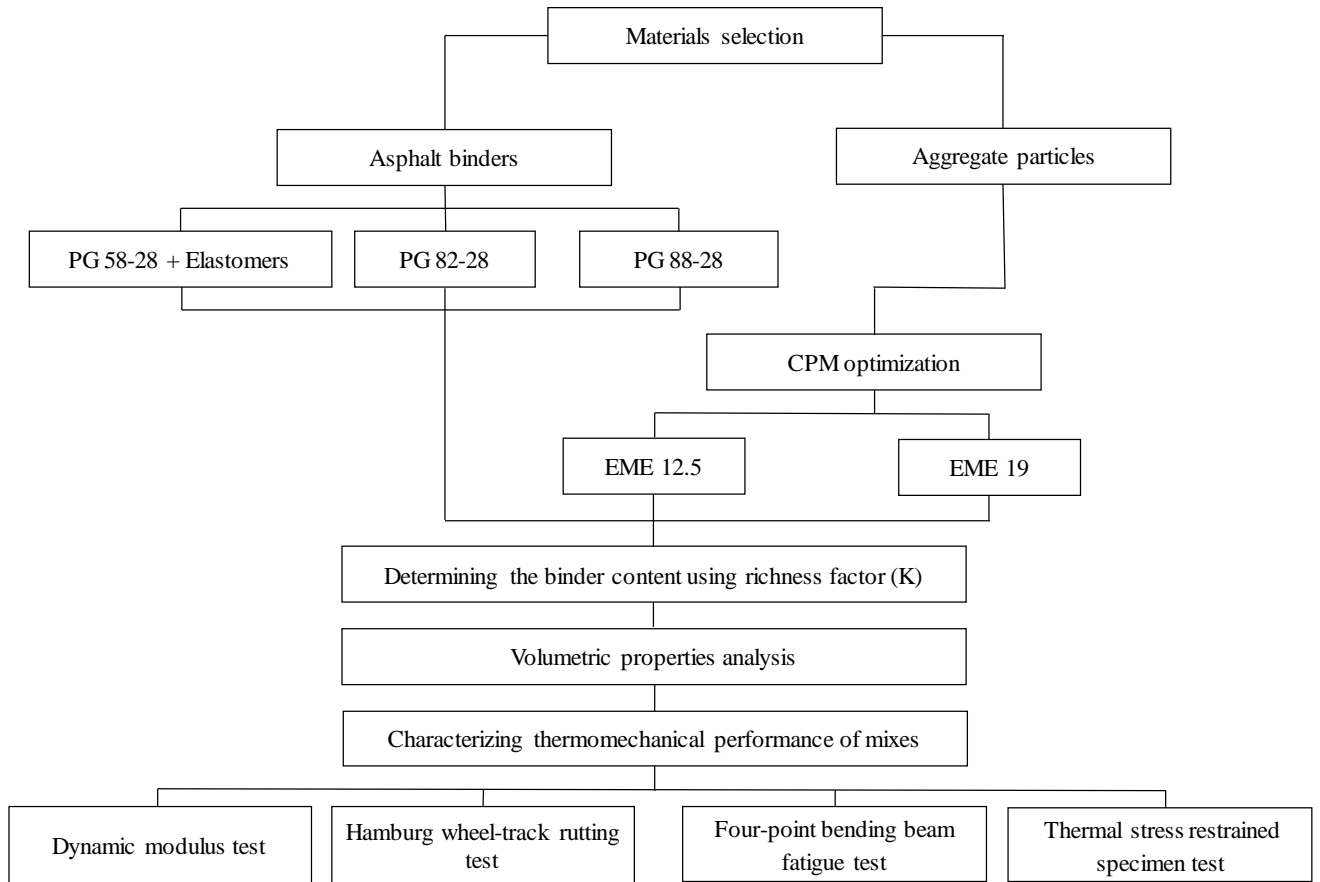 Materials selection
Asphalt binders
Aggregate particles
PG 58-28 + Elastomers
PG 82-28
PG 88-28
CPM optimization
EME 12.5
EME 19
Determining the binder content using richness factor (K)
Volumetric properties analysis
Characterizing thermomechanical performance of mixes
Dynamic modulus test
Hamburg wheel-track rutting
test
Four-point bending beam
fatigue test
Thermal stress restrained
specimen test